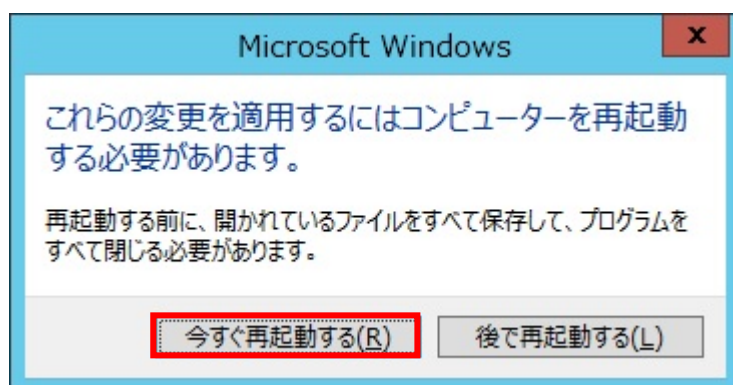 Microsoft Windows
x
これらの変更を適用するにはコンピューターを再起動
する必要があります。
再起動する前に、開かれているファイルをすべて保存して、プログラムを
すべて閉じる必要があります。
今すぐ再起動する(R) 後で再起動する(L)